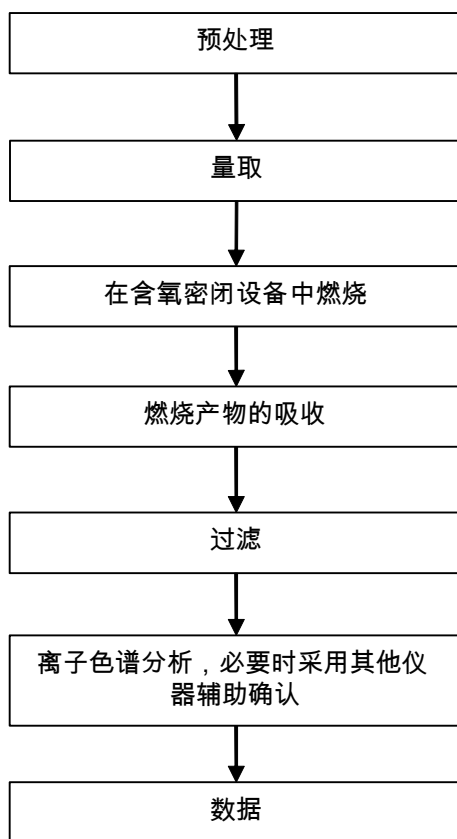 预处理
量取
在含氧密闭设备中燃烧
燃烧产物的吸收
过滤
离子色谱分析，必要时采用其他仪
器辅助确认
数据